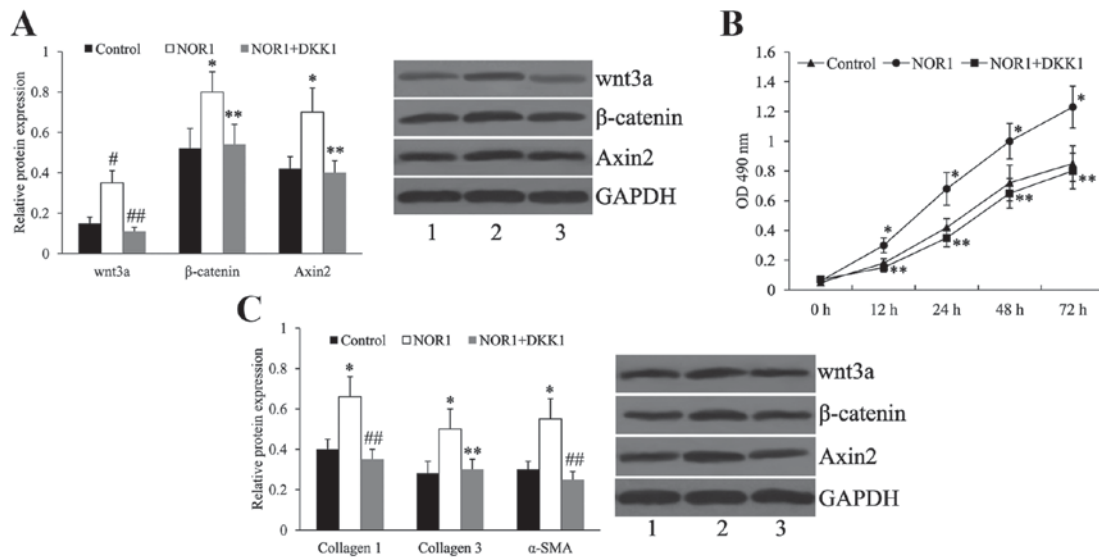 A
Control NOR1 NOR1+DKK1
Relative protein expression
1
0.8
0.6
0.4
0.2
0
# ## * ** * **
wnt3a β-catenin Axin2
wnt3a
β-catenin
Axin2
GAPDH
1 2 3
B
Control NOR1 NOR1+DKK1
OD 490 nm
1.6
1.4
1.2
1.0
0.8
0.6
0.4
0.2
0
* * * *
** ** ** **
0 h 12 h 24 h 48 h 72 h
C
Control NOR1 NOR1+DKK1
Relative protein expression
1
0.8
0.6
0.4
0.2
0
* ## * ** * ##
Collagen 1 Collagen 3 α-SMA
wnt3a
β-catenin
Axin2
GAPDH
1 2 3